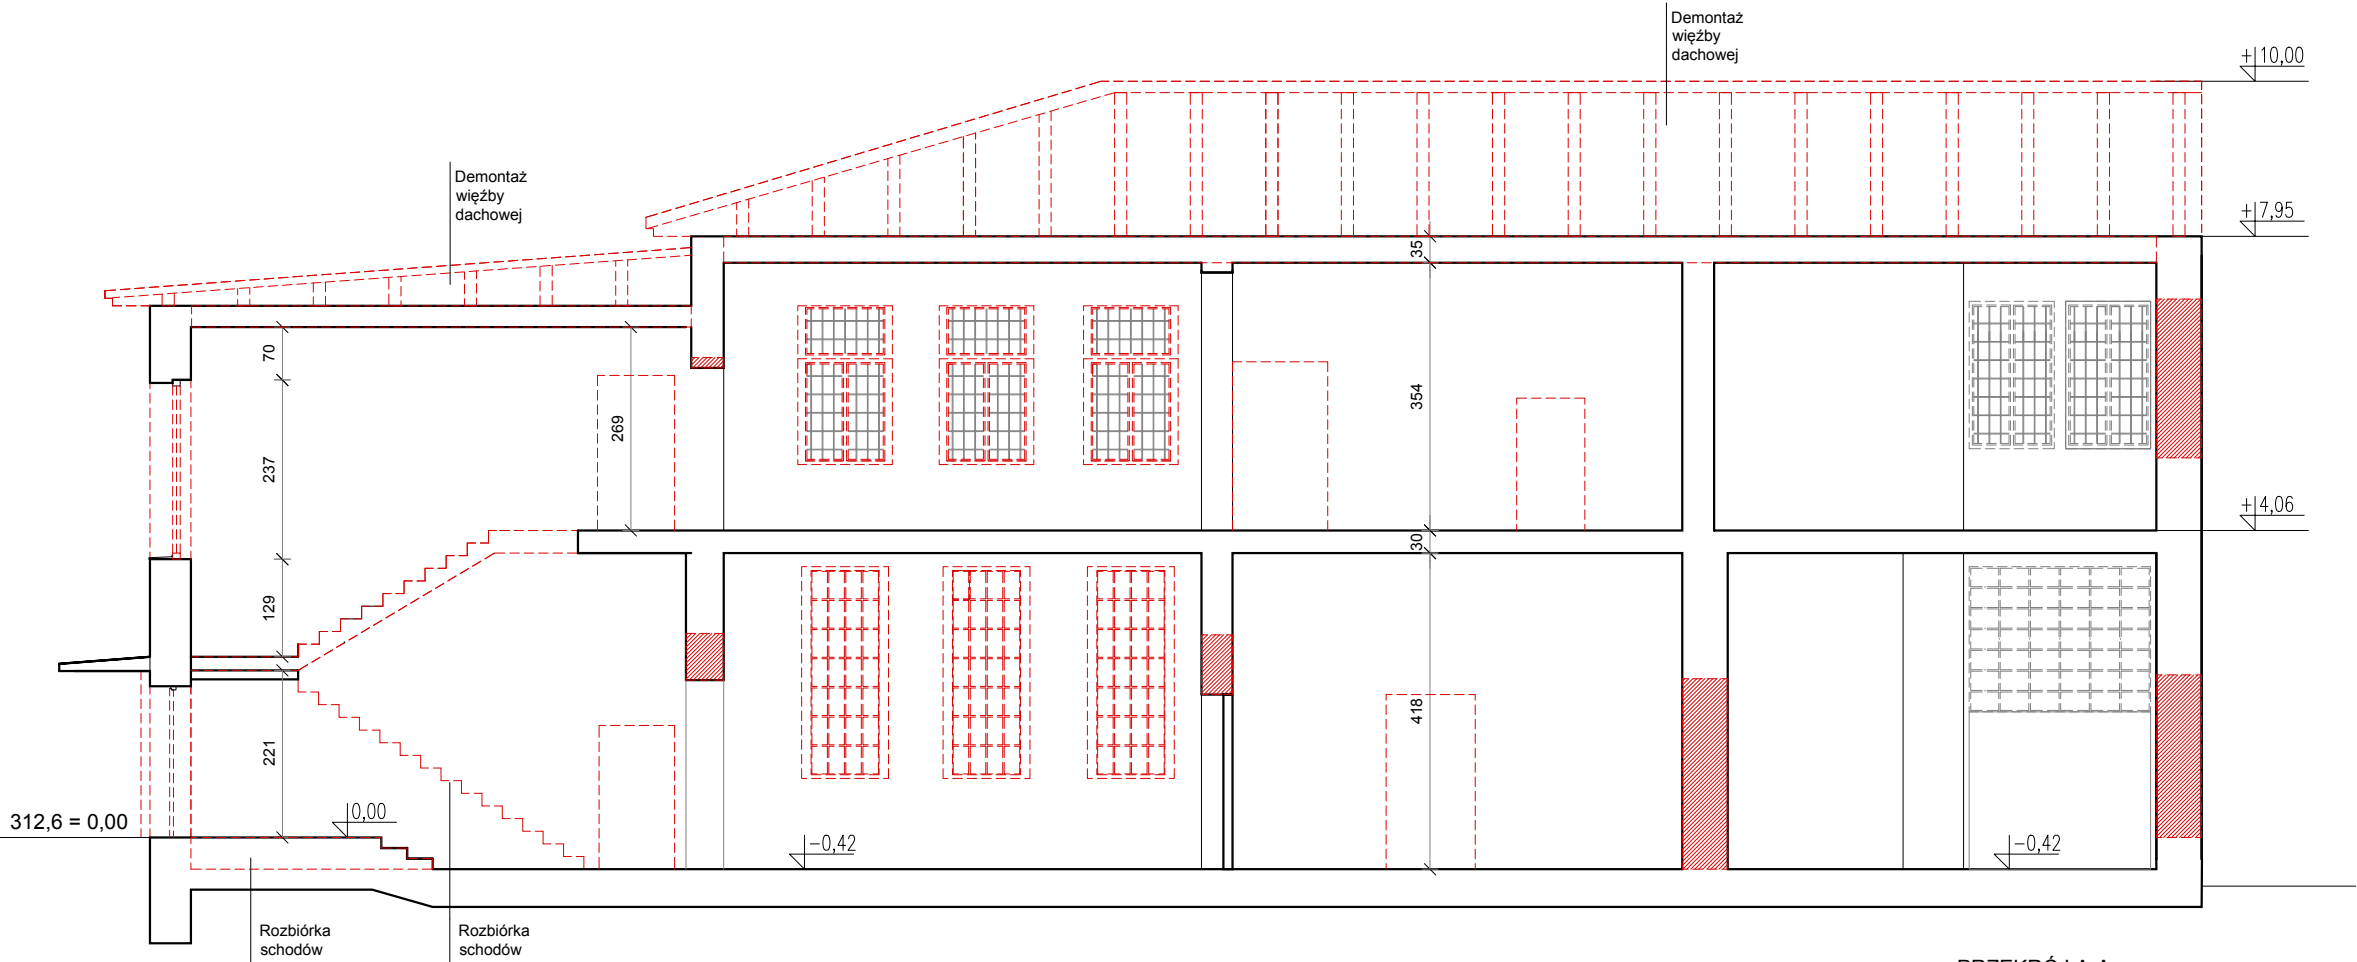 Demontaż
więźby
dachowej
+10,00
Demontaż
więźby
dachowej
+7,95
35
70
354
237
269
+4,06
30
129
418
221
312,6 = 0,00
0,00
-0,42
-0,42
Rozbiórka
schodów
Rozbiórka
schodów